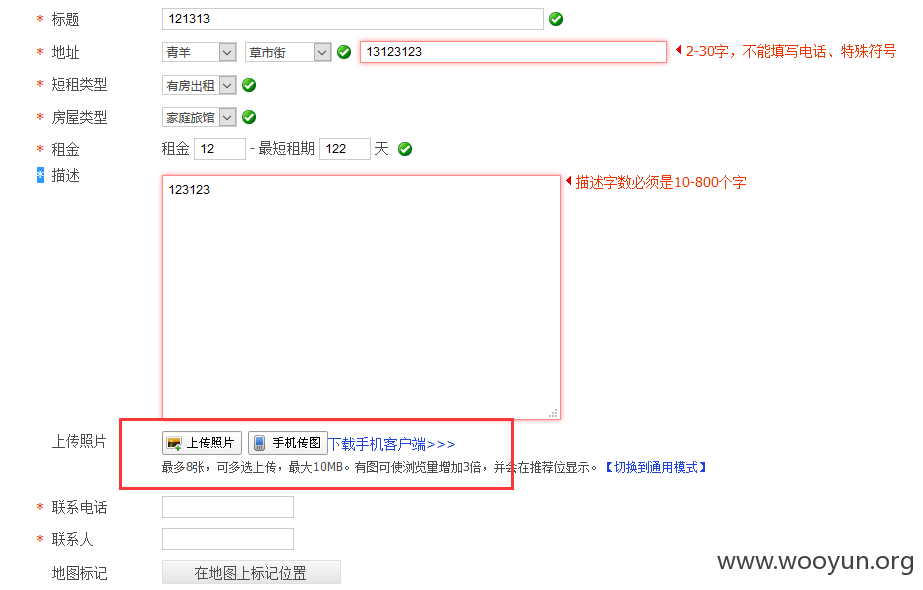 * 标题 121313
* 地址 青羊 草市街 13123123 2-30字，不能填写电话、特殊符号
* 短租类型 有房出租
* 房屋类型 家庭旅馆
* 租金 租金 12 - 最短租期 122 天
* 描述 123123 描述字数必须是10-800个字
上传照片 上传照片 手机传图 下载手机客户端>>>
最多8张，可多选上传，最大10MB。有图可使浏览量增加3倍，并会在推荐位显示。【切换到通用模式】
* 联系电话
* 联系人
地图标记 在地图上标记位置
www.wooyun.org